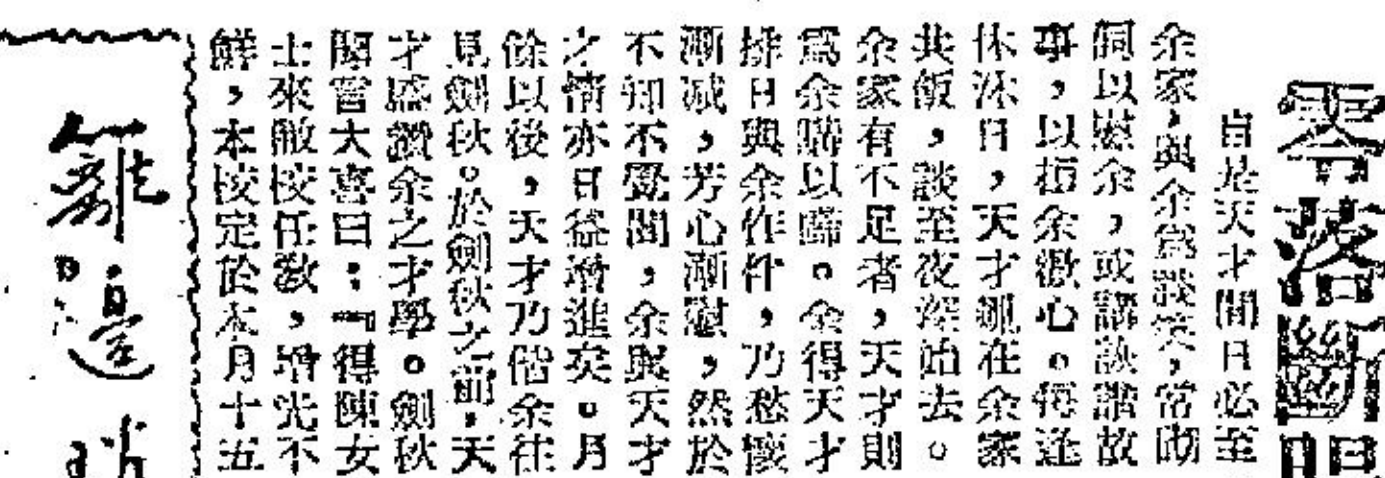 零落斷
自是天才間日必至
余家,與余爲談笑,常助
詞以慰余,或講談諧故
事,以拒余微心。每逢
休沐日,天才輒在余家
共飯,談至夜深始去。
余家有不足者,天才則
爲余購以歸。余得天才
排日與余作伴,乃愁懷
漸减,芳心漸慰,然於
不知不覺間,余與天才
之情亦日益增進矣。月
餘以後,天才乃偕余往
見劍秋。於劍秋之前,天
才盛讚余之才學。劍秋
聞言大喜曰:『得陳女
士來敝校任教,增光不
鮮,本校定於本月十五
籬邊